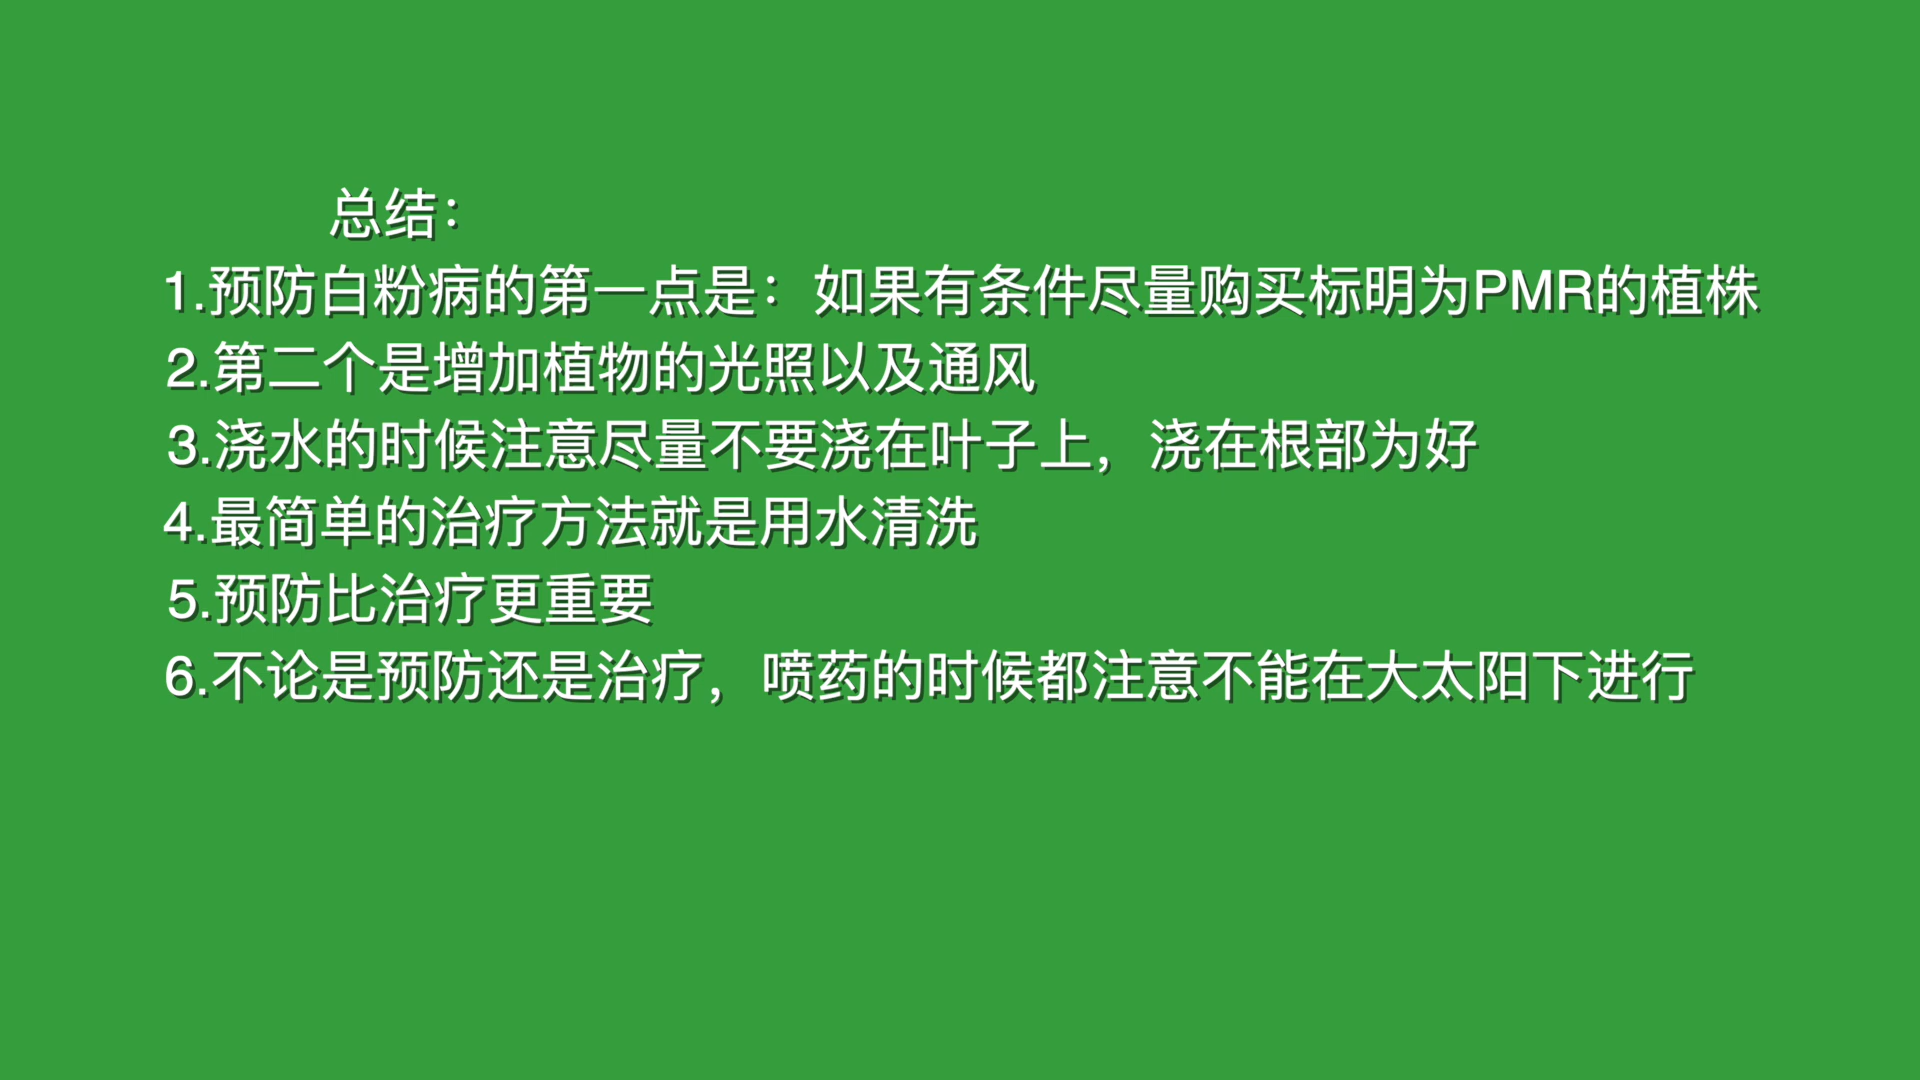 总结：
1.预防白粉病的第一点是：如果有条件尽量购买标明为PMR的植株
2.第二个是增加植物的光照以及通风
3.浇水的时候注意尽量不要浇在叶子上，浇在根部为好
4.最简单的治疗方法就是用水清洗
5.预防比治疗更重要
6.不论是预防还是治疗，喷药的时候都注意不能在大太阳下进行